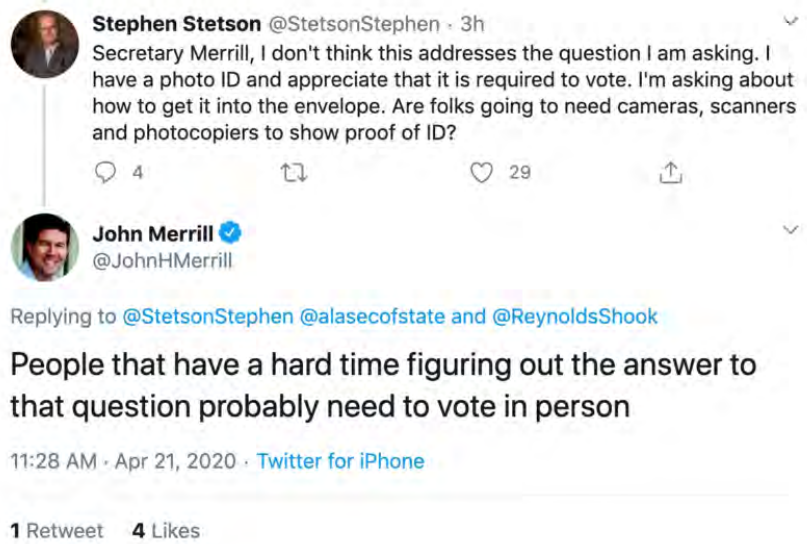 Stephen Stetson @StetsonStephen · 3h
Secretary Merrill, I don't think this addresses the question I am asking. I
have a photo ID and appreciate that it is required to vote. I'm asking about
how to get it into the envelope. Are folks going to need cameras, scanners
and photocopiers to show proof of ID?
4 29
John Merrill
@JohnHMerrill
Replying to @StetsonStephen @alasecofstate and @ReynoldsShook
People that have a hard time figuring out the answer to
that question probably need to vote in person
11:28 AM · Apr 21, 2020 · Twitter for iPhone
1 Retweet 4 Likes